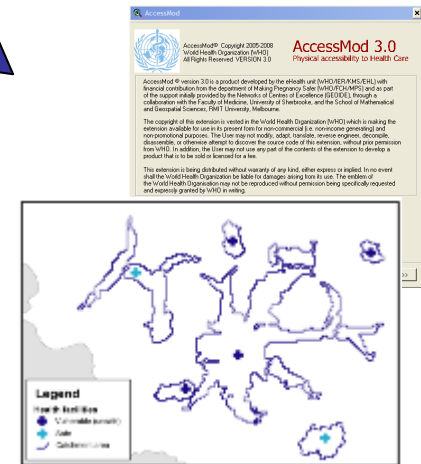 AccessMod
AccessMod® Copyright 2005-2008
World Health Organization (WHO)
All Rights Reserved VERSION 3.0
AccessMod 3.0
Physical accessibility to Health Care
AccessMod © version 3.0 is a product developed by the eHealth unit (WHO/IER/KMS/EHL) with
financial contribution from the department of Making Pregnancy Safer (WHO/FCH/MPS) and as part
of the support initially provided by the Networks of Centres of Excellence (GEOIDE), through a
collaboration with the Faculty of Medicine, University of Sherbrooke, and the School of Mathematical
and Geospatial Sciences, RMIT University, Melbourne.
The copyright of this extension is vested in the World Health Organization (WHO) which is making the
extension available for use in its present form for non-commercial (i.e. non-income generating) and
non-promotional purposes. The User may not modify, adapt, translate, reverse engineer, decompile,
disassemble, or otherwise attempt to discover the source code of this extension, without prior permission
from WHO. In addition, the User may not use any part of the contents of the extension to develop a
product that is to be sold or licensed for a fee.
This extension is being distributed without warranty of any kind, either express or implied. In no event
shall the World Health Organization be liable for damages arising from its use. The emblem of
the World Health Organisation may not be reproduced without permission being specifically requested
and expressly granted by WHO in writing.
>>
Legend
Health facilities
Vulnerable
Safe
Catchment area